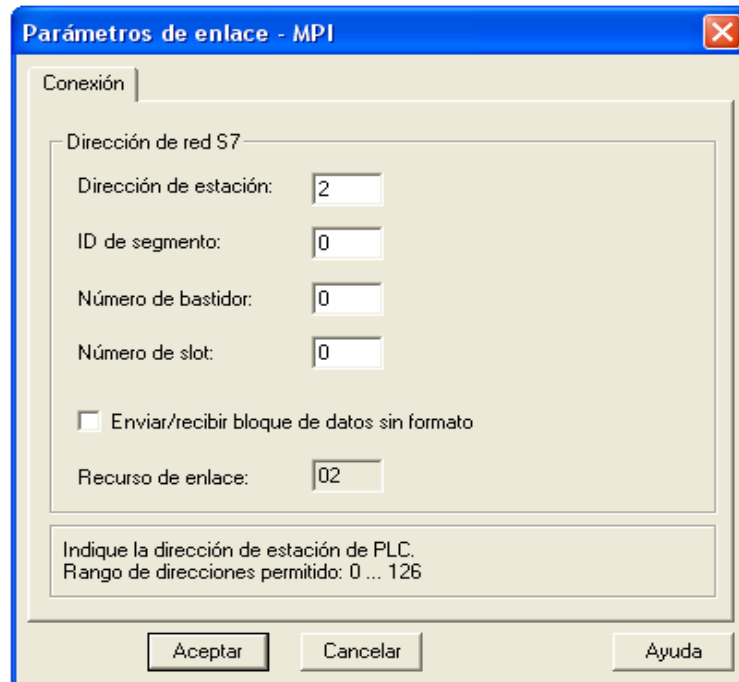 Parámetros de enlace - MPI
Conexión
Dirección de red S7
Dirección de estación: 2
ID de segmento: 0
Número de bastidor: 0
Número de slot: 0
Enviar/recibir bloque de datos sin formato
Recurso de enlace: 02
Indique la dirección de estación de PLC.
Rango de direcciones permitido: 0 ... 126
Aceptar Cancelar Ayuda